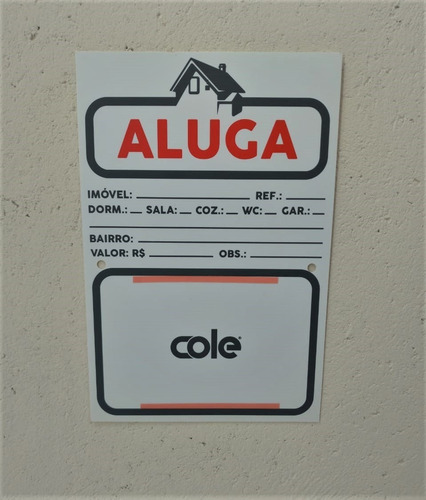 ALUGA
IMÓVEL: REF.:
DORM.: SALA: COZ.: WC: GAR.:
BAIRRO:
VALOR: R$ OBS.:
cole